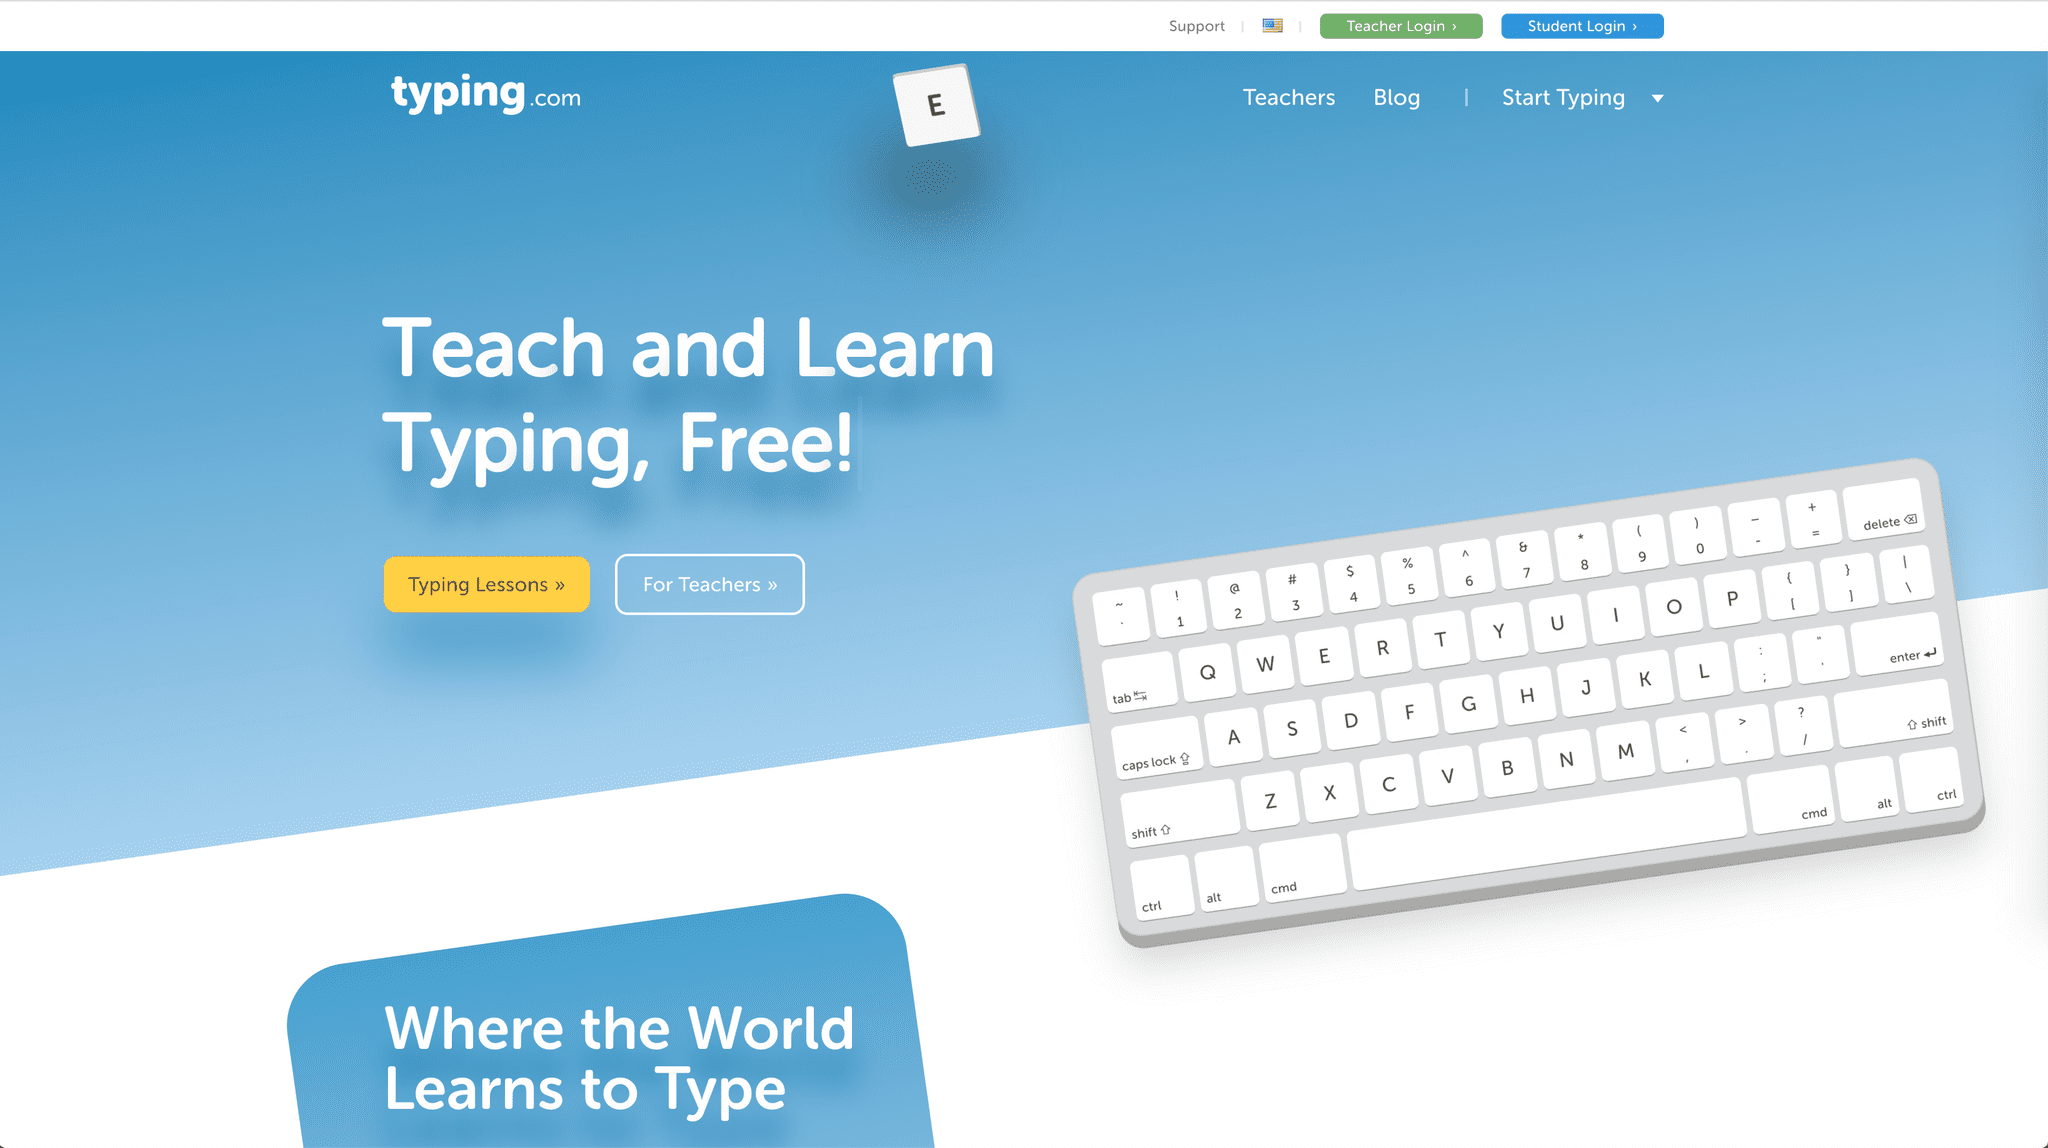 Support
Teacher Login ›
Student Login ›
typing.com
E
Teachers
Blog
Start Typing
Teach and Learn
Typing, Free!
Typing Lessons »
For Teachers »
~ ! @ # $ % ^ & * ( ) – +
` 1 2 3 4 5 6 7 8 9 0 - = delete
tab Q W E R T Y U I O P { [ } ] | \
caps lock A S D F G H J K L : ; " ' enter
shift Z X C V B N M < , > . ? / shift
ctrl alt cmd cmd alt ctrl
Where the World
Learns to Type